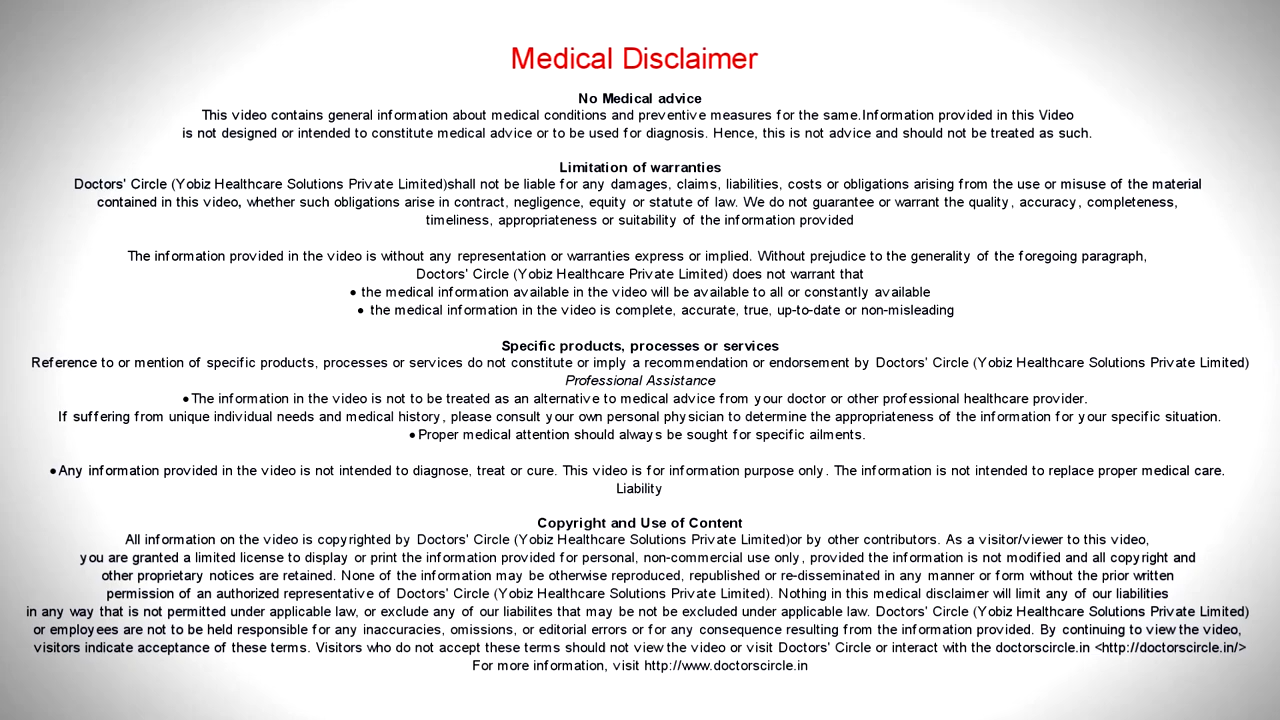 Medical Disclaimer
No Medical advice
This video contains general information about medical conditions and preventive measures for the same.Information provided in this Video
is not designed or intended to constitute medical advice or to be used for diagnosis. Hence, this is not advice and should not be treated as such.
Limitation of warranties
Doctors' Circle (Yobiz Healthcare Solutions Private Limited)shall not be liable for any damages, claims, liabilities, costs or obligations arising from the use or misuse of the material
contained in this video, whether such obligations arise in contract, negligence, equity or statute of law. We do not guarantee or warrant the quality, accuracy, completeness,
timeliness, appropriateness or suitability of the information provided
The information provided in the video is without any representation or warranties express or implied. Without prejudice to the generality of the foregoing paragraph,
Doctors' Circle (Yobiz Healthcare Private Limited) does not warrant that
• the medical information available in the video will be available to all or constantly available
• the medical information in the video is complete, accurate, true, up-to-date or non-misleading
Specific products, processes or services
Reference to or mention of specific products, processes or services do not constitute or imply a recommendation or endorsement by Doctors' Circle (Yobiz Healthcare Solutions Private Limited)
Professional Assistance
•The information in the video is not to be treated as an alternative to medical advice from your doctor or other professional healthcare provider.
If suffering from unique individual needs and medical history, please consult your own personal physician to determine the appropriateness of the information for your specific situation.
•Proper medical attention should always be sought for specific ailments.
•Any information provided in the video is not intended to diagnose, treat or cure. This video is for information purpose only. The information is not intended to replace proper medical care.
Liability
Copyright and Use of Content
All information on the video is copyrighted by Doctors' Circle (Yobiz Healthcare Solutions Private Limited)or by other contributors. As a visitor/viewer to this video,
you are granted a limited license to display or print the information provided for personal, non-commercial use only, provided the information is not modified and all copyright and
other proprietary notices are retained. None of the information may be otherwise reproduced, republished or re-disseminated in any manner or form without the prior written
permission of an authorized representative of Doctors' Circle (Yobiz Healthcare Solutions Private Limited). Nothing in this medical disclaimer will limit any of our liabilities
in any way that is not permitted under applicable law, or exclude any of our liabilites that may be not be excluded under applicable law. Doctors' Circle (Yobiz Healthcare Solutions Private Limited)
or employees are not to be held responsible for any inaccuracies, omissions, or editorial errors or for any consequence resulting from the information provided. By continuing to view the video,
visitors indicate acceptance of these terms. Visitors who do not accept these terms should not view the video or visit Doctors' Circle or interact with the doctorscircle.in <http://doctorscircle.in/>
For more information, visit http://www.doctorscircle.in